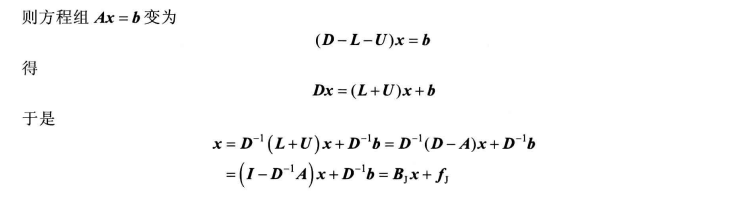 则方程组 Ax = b 变为
(D − L − U)x = b
得
Dx = (L + U)x + b
于是
x = D⁻¹(L + U)x + D⁻¹b = D⁻¹(D − A)x + D⁻¹b
= (I − D⁻¹A)x + D⁻¹b = B_J x + f_J